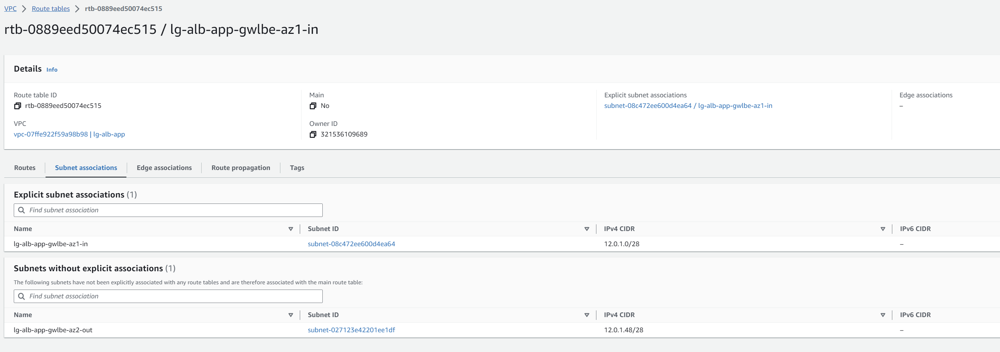 VPC > Route tables > rtb-0889eed50074ec515
rtb-0889eed50074ec515 / lg-alb-app-gwlbe-az1-in
Details Info
Route table ID
rtb-0889eed50074ec515
Main
No
Explicit subnet associations
subnet-08c472ee600d4ea64 / lg-alb-app-gwlbe-az1-in
Edge associations
–
VPC
vpc-07ffe922f59a98b98 | lg-alb-app
Owner ID
321536109689
Routes Subnet associations Edge associations Route propagation Tags
Explicit subnet associations (1)
Find subnet association
Name Subnet ID IPv4 CIDR IPv6 CIDR
lg-alb-app-gwlbe-az1-in subnet-08c472ee600d4ea64 12.0.1.0/28 –
Subnets without explicit associations (1)
The following subnets have not been explicitly associated with any route tables and are therefore associated with the main route table:
Find subnet association
Name Subnet ID IPv4 CIDR IPv6 CIDR
lg-alb-app-gwlbe-az2-out subnet-027123e42201ee1df 12.0.1.48/28 –